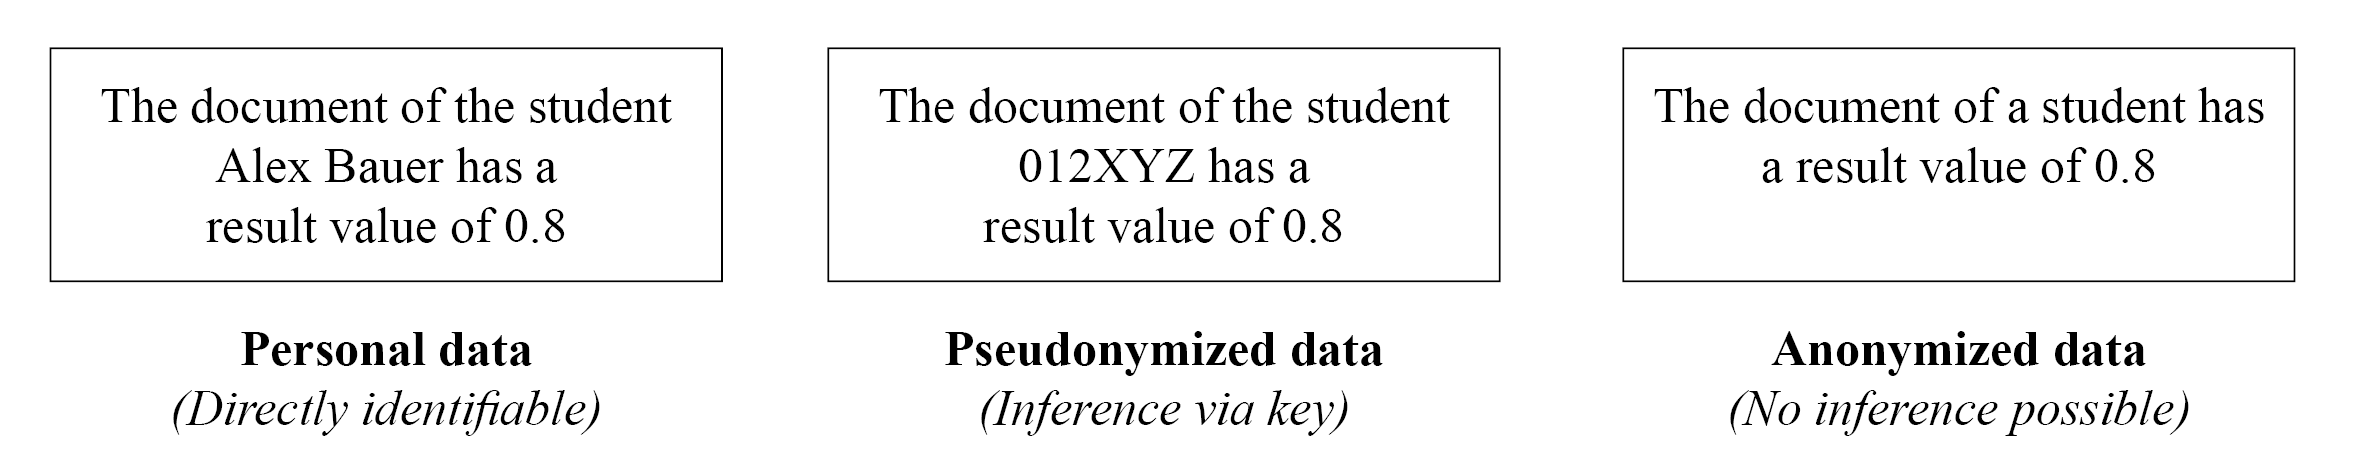 The document of the student
Alex Bauer has a
result value of 0.8
Personal data
(Directly identifiable)
The document of the student
012XYZ has a
result value of 0.8
Pseudonymized data
(Inference via key)
The document of a student has
a result value of 0.8
Anonymized data
(No inference possible)